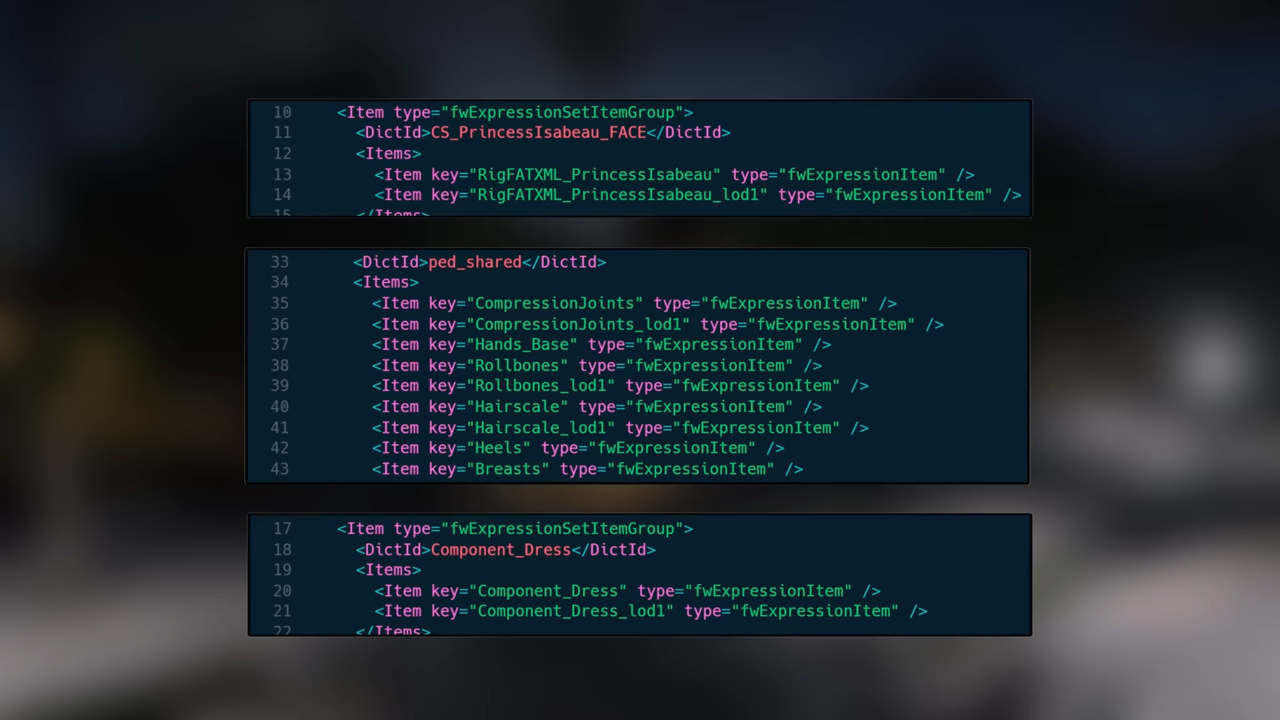 10 <Item type="fwExpressionSetItemGroup">
11 <DictId>CS_PrincessIsabeau_FACE</DictId>
12 <Items>
13 <Item key="RigFATXML_PrincessIsabeau" type="fwExpressionItem" />
14 <Item key="RigFATXML_PrincessIsabeau_lod1" type="fwExpressionItem" />
15 </Items>
33 <DictId>ped_shared</DictId>
34 <Items>
35 <Item key="CompressionJoints" type="fwExpressionItem" />
36 <Item key="CompressionJoints_lod1" type="fwExpressionItem" />
37 <Item key="Hands_Base" type="fwExpressionItem" />
38 <Item key="Rollbones" type="fwExpressionItem" />
39 <Item key="Rollbones_lod1" type="fwExpressionItem" />
40 <Item key="Hairscale" type="fwExpressionItem" />
41 <Item key="Hairscale_lod1" type="fwExpressionItem" />
42 <Item key="Heels" type="fwExpressionItem" />
43 <Item key="Breasts" type="fwExpressionItem" />
17 <Item type="fwExpressionSetItemGroup">
18 <DictId>Component_Dress</DictId>
19 <Items>
20 <Item key="Component_Dress" type="fwExpressionItem" />
21 <Item key="Component_Dress_lod1" type="fwExpressionItem" />
22 </Items>